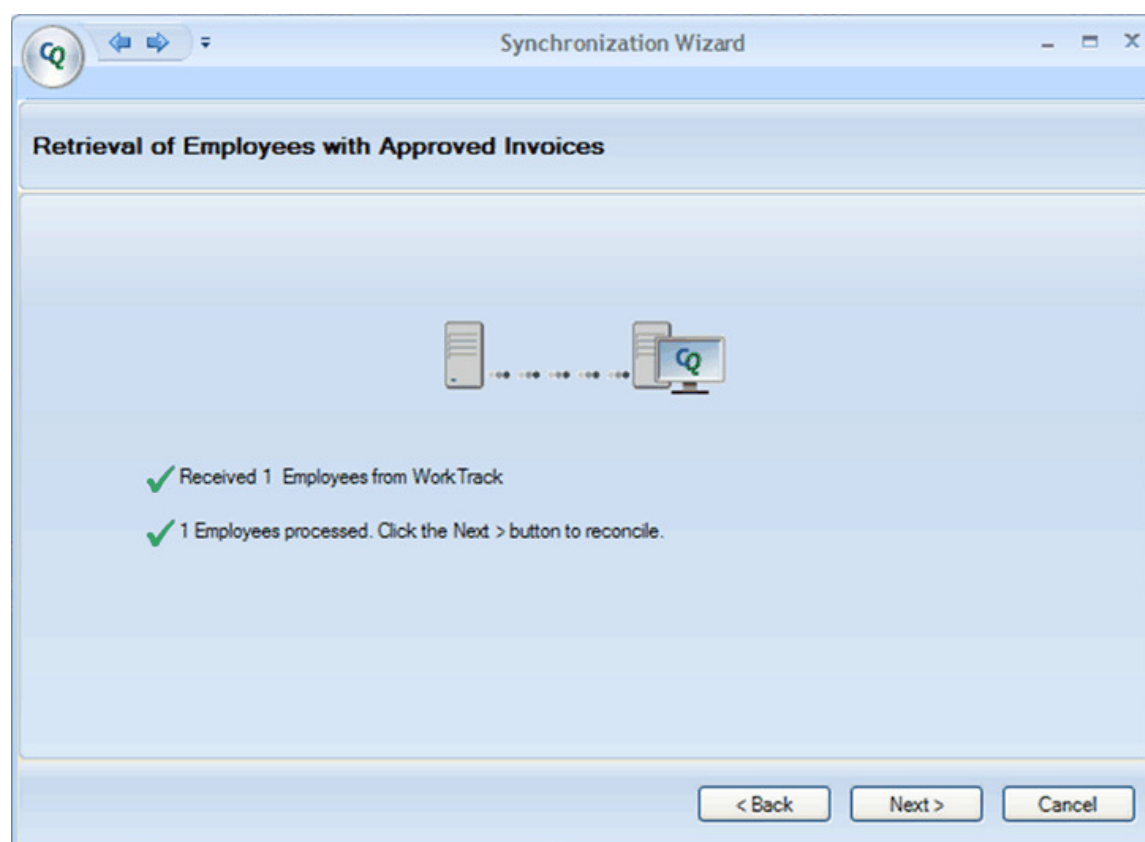 CQ
Synchronization Wizard
Retrieval of Employees with Approved Invoices
CQ
Received 1 Employees from WorkTrack
1 Employees processed. Click the Next > button to reconcile.
< Back Next > Cancel